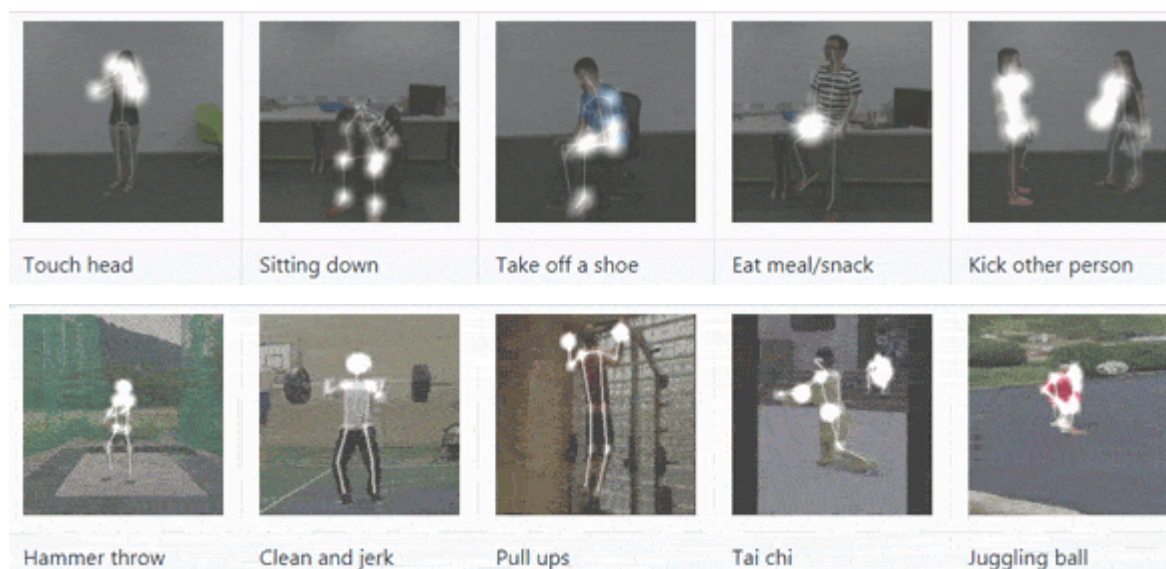 Touch head
Sitting down
Take off a shoe
Eat meal/snack
Kick other person
Hammer throw
Clean and jerk
Pull ups
Tai chi
Juggling ball